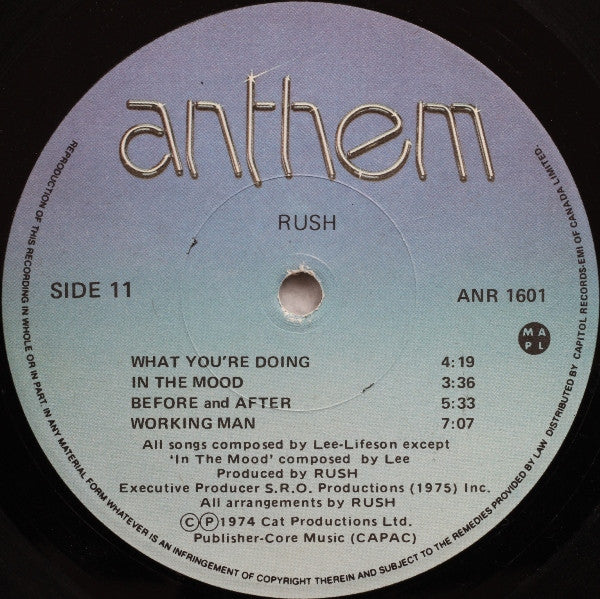 anthem
RUSH
SIDE 11
ANR 1601
M A
P L
WHAT YOU'RE DOING 4:19
IN THE MOOD 3:36
BEFORE and AFTER 5:33
WORKING MAN 7:07
All songs composed by Lee-Lifeson except
'In The Mood' composed by Lee
Produced by RUSH
Executive Producer S.R.O. Productions (1975) Inc.
All arrangements by RUSH
ⒸⓅ1974 Cat Productions Ltd.
Publisher-Core Music (CAPAC)
REPRODUCTION OF THIS RECORDING IN WHOLE OR IN PART IN ANY MATERIAL FORM WHATEVER IS AN INFRINGEMENT OF COPYRIGHT THEREIN AND SUBJECT TO THE REMEDIES PROVIDED BY LAW DISTRIBUTED BY CAPITOL RECORDS-EMI OF CANADA LIMITED.